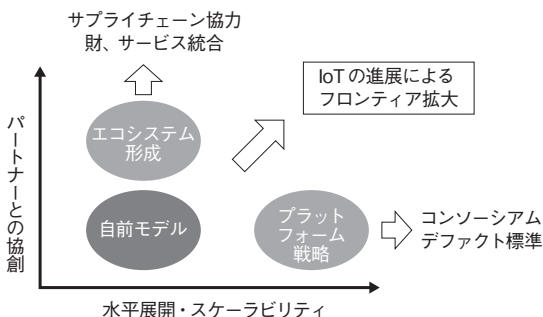 サプライチェーン協力
財、サービス統合
IoTの進展による
フロンティア拡大
パートナーとの協創
エコシステム
形成
自前モデル
プラット
フォーム
戦略
コンソーシアム
デファクト標準
水平展開・スケーラビリティ